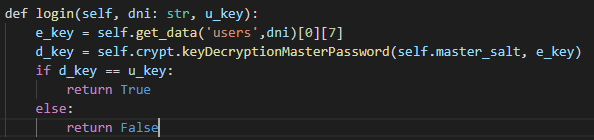 def login(self, dni: str, u_key):
    e_key = self.get_data('users',dni)[0][7]
    d_key = self.crypt.keyDecryptionMasterPassword(self.master_salt, e_key)
    if d_key == u_key:
        return True
    else:
        return False